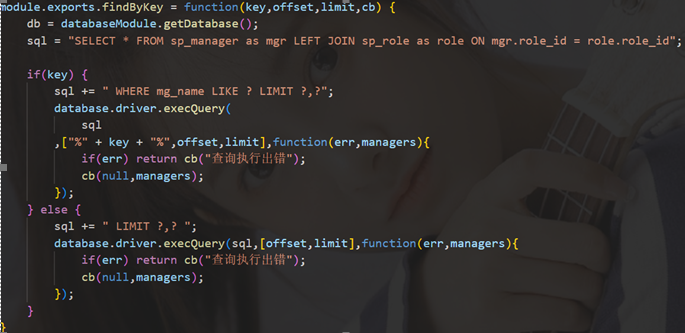 module.exports.findByKey = function(key,offset,limit,cb) {
    db = databaseModule.getDatabase();
    sql = "SELECT * FROM sp_manager as mgr LEFT JOIN sp_role as role ON mgr.role_id = role.role_id";
    if(key) {
        sql += " WHERE mg_name LIKE ? LIMIT ?,?";
        database.driver.execQuery(
            sql
        ,["%" + key + "%",offset,limit],function(err,managers){
            if(err) return cb("查询执行出错");
            cb(null,managers);
        });
    } else {
        sql += " LIMIT ?,? ";
        database.driver.execQuery(sql,[offset,limit],function(err,managers){
            if(err) return cb("查询执行出错");
            cb(null,managers);
        });
    }
}